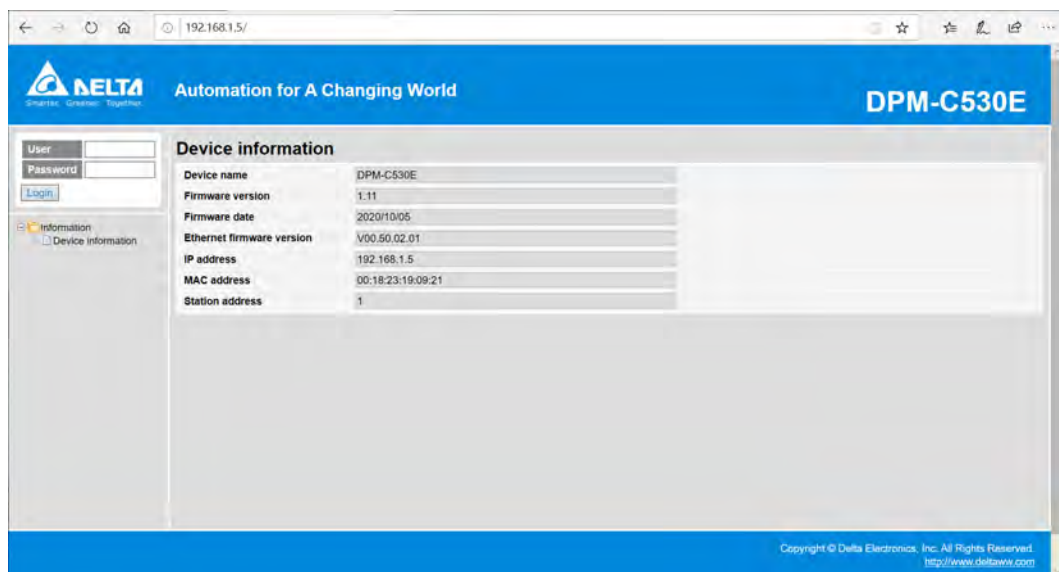 192.168.1.5/
DELTA
Smarter. Greener. Together.
Automation for A Changing World
DPM-C530E
User
Password
Login
Information
Device information
Device information
Device name DPM-C530E
Firmware version 1.11
Firmware date 2020/10/05
Ethernet firmware version V00.50.02.01
IP address 192.168.1.5
MAC address 00:18:23:19:09:21
Station address 1
Copyright © Delta Electronics, Inc. All Rights Reserved.
http://www.deltaww.com